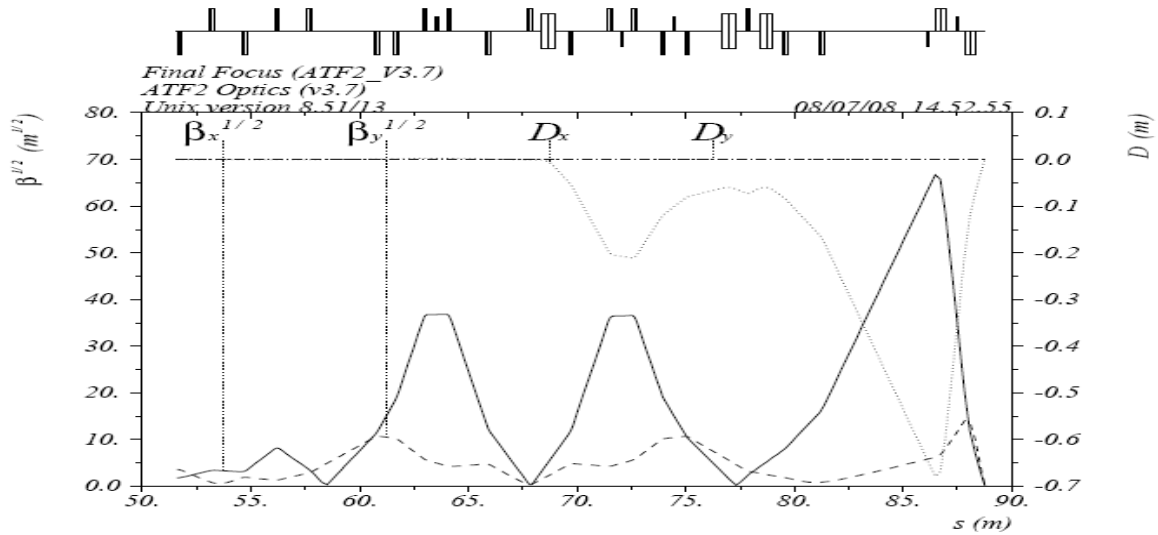 Final Focus (ATF2_V3.7)
ATF2 Optics (v3.7)
Unix version 8.51/13 08/07/08 14.52.55
β^1/2 (m^1/2)
D (m)
βx^1/2 βy^1/2 Dx Dy
80.
70.
60.
50.
40.
30.
20.
10.
0.0
0.1
0.0
-0.1
-0.2
-0.3
-0.4
-0.5
-0.6
-0.7
50. 55. 60. 65. 70. 75. 80. 85. 90.
s (m)